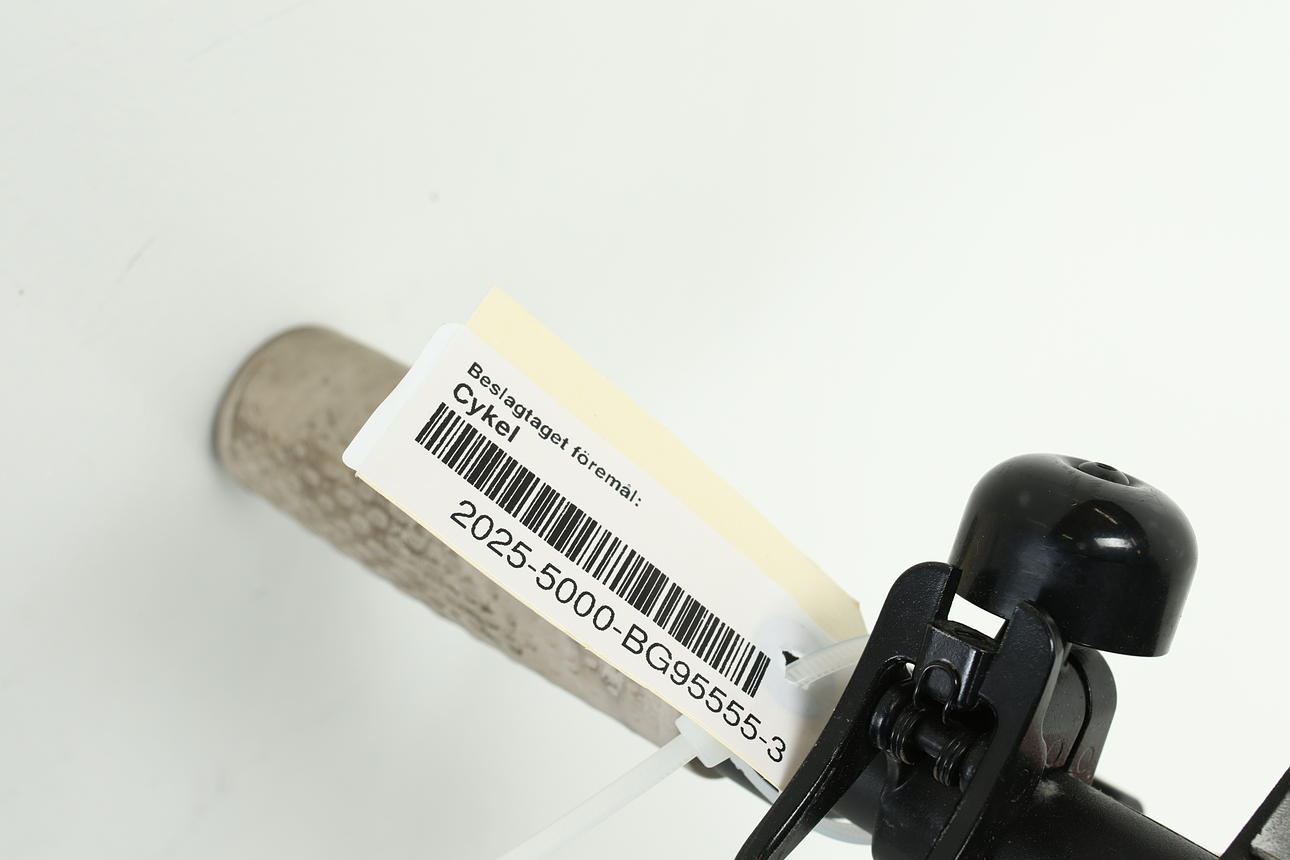 Beslagtaget föremål:
Cykel
2025-5000-BG95555-3